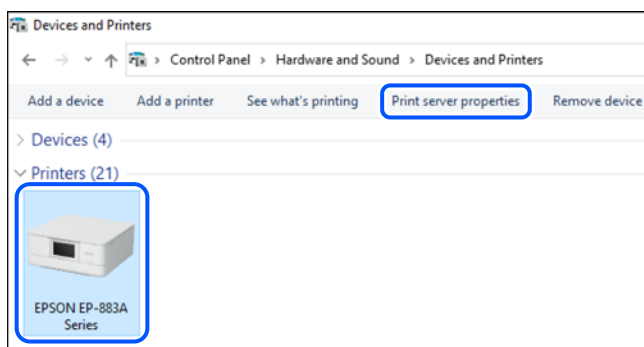 Devices and Printers
Control Panel > Hardware and Sound > Devices and Printers
Add a device Add a printer See what's printing Print server properties Remove device
Devices (4)
Printers (21)
EPSON EP-883A
Series